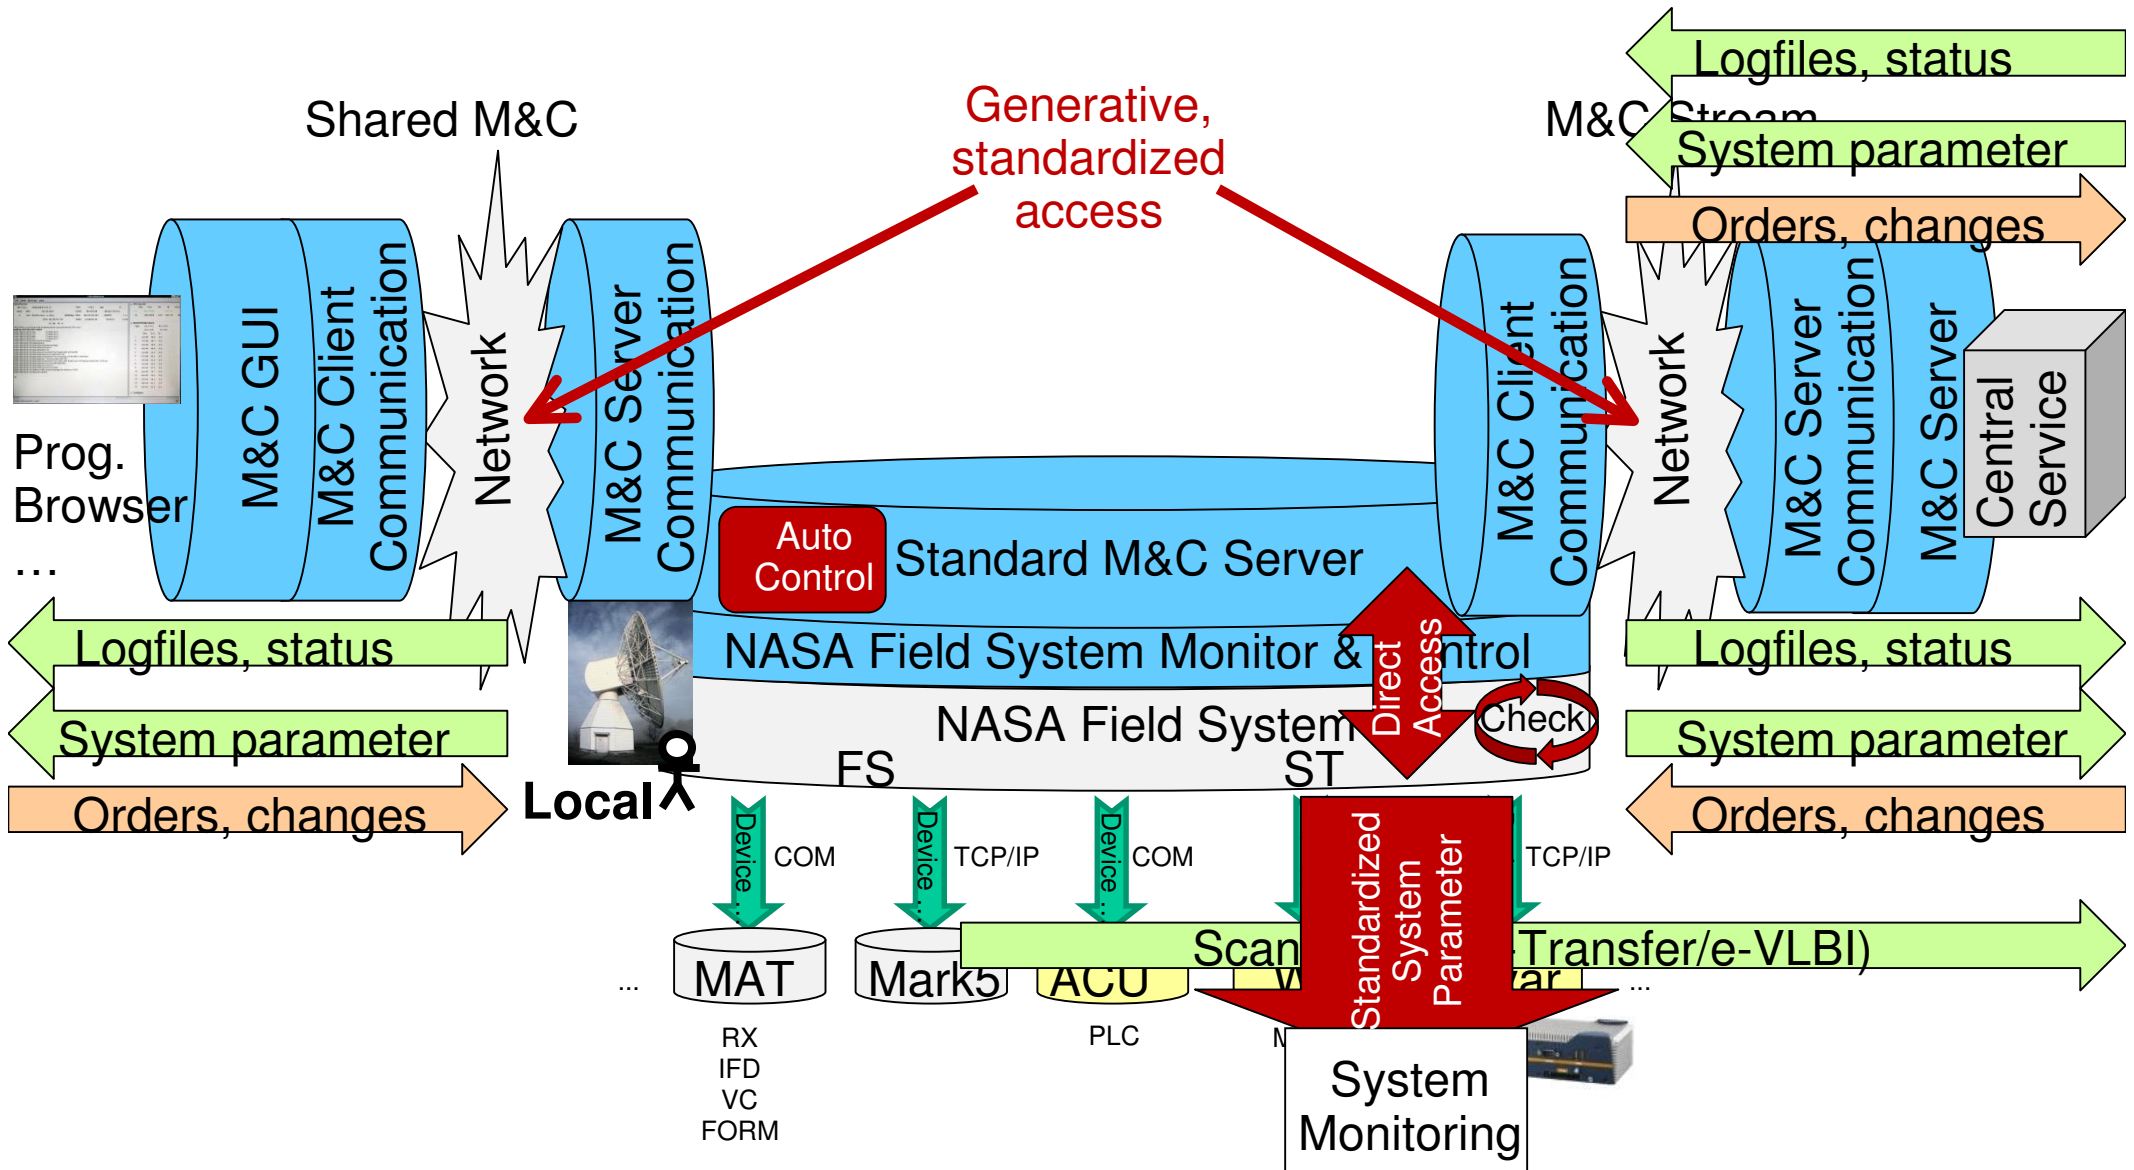 Logfiles, status
Shared M&C
Generative,
standardized
access
M&C Stream
System parameter
Orders, changes
M&C GUI
M&C Client
Communication
Network
M&C Server
Communication
M&C Client
Communication
Network
M&C Server
Communication
M&C Server
Central
Service
Prog.
Browser
...
Auto
Control
Standard M&C Server
NASA Field System Monitor &
Direct
Access
Logfiles, status
Logfiles, status
NASA Field System
Check
System parameter
System parameter
FS
ST
Local
Orders, changes
Orders, changes
Device ...
COM
Device ...
TCP/IP
Device ...
COM
TCP/IP
Standardized
System
Parameter
Scan
-Transfer/e-VLBI)
...
MAT
Mark5
ACU
...
RX
IFD
VC
FORM
PLC
System
Monitoring